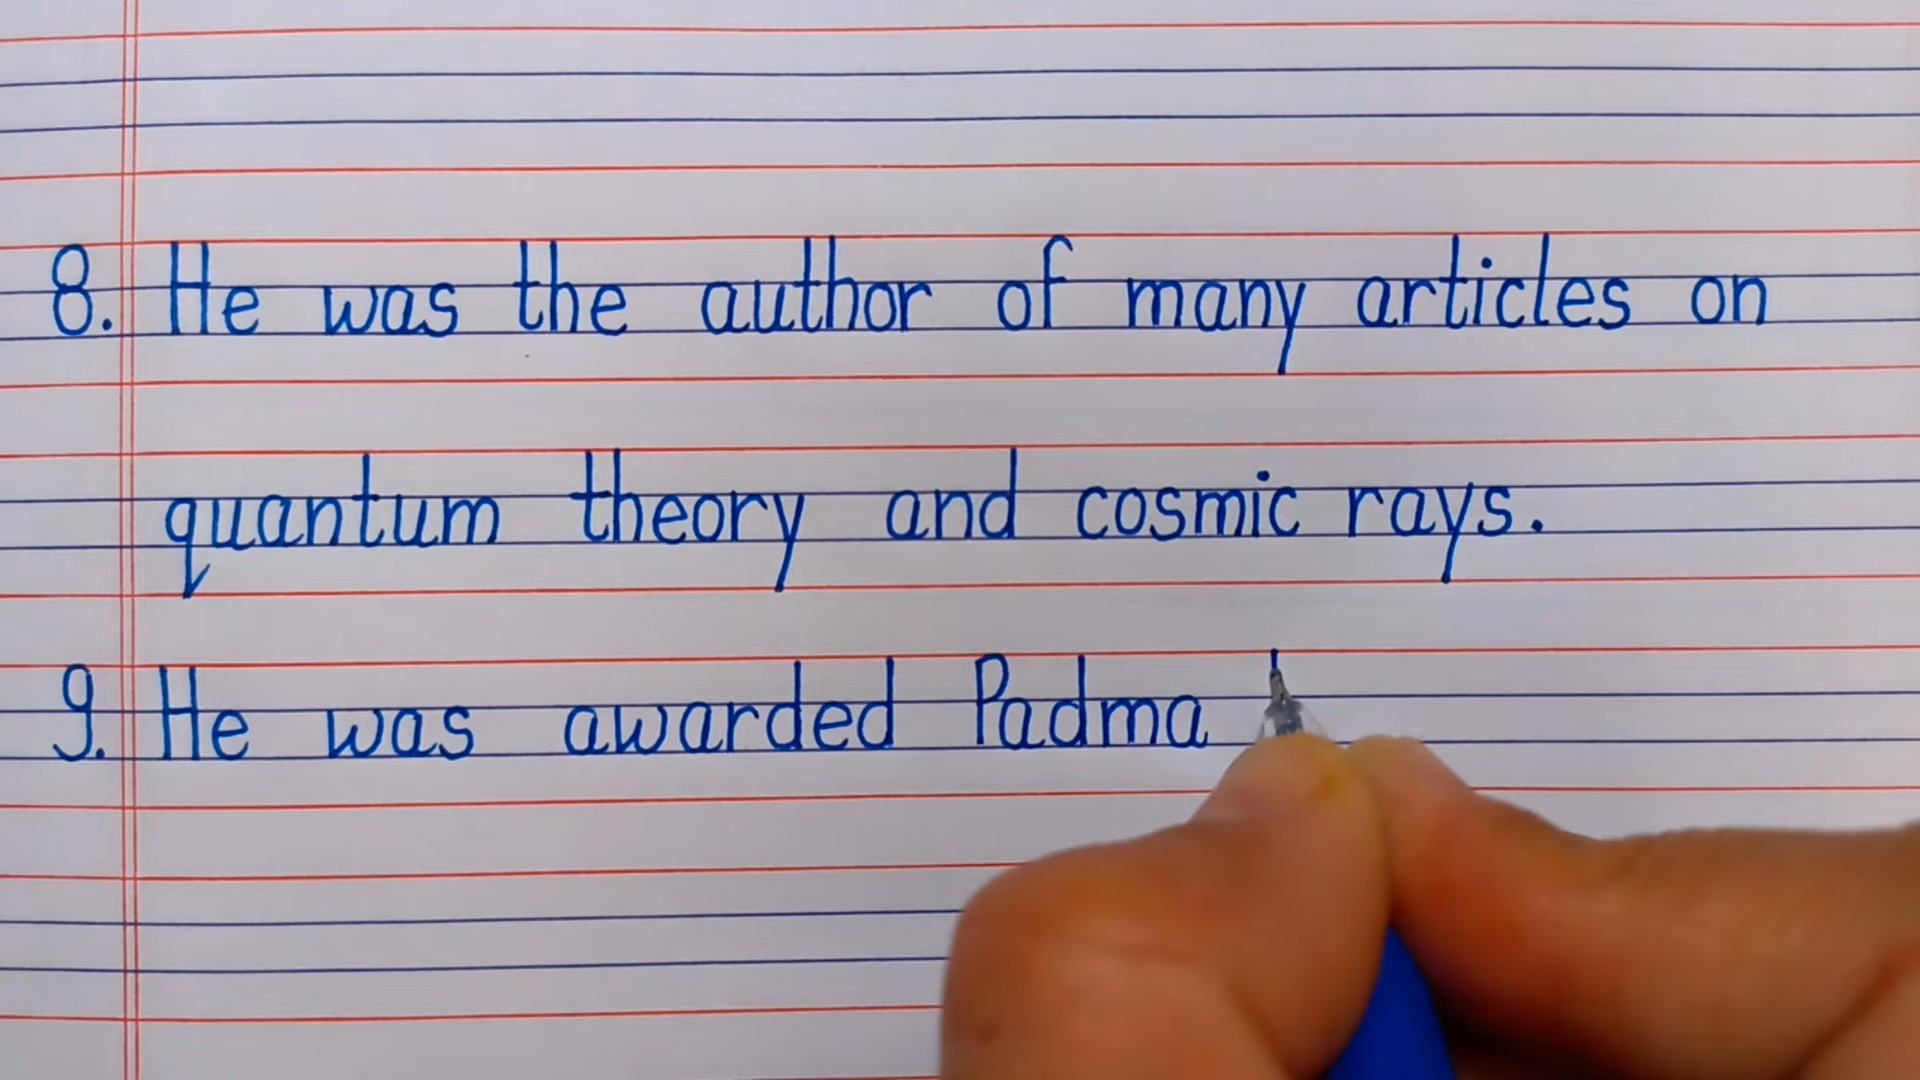 8. He was the author of many articles on
quantum theory and cosmic rays.
9. He was awarded Padma